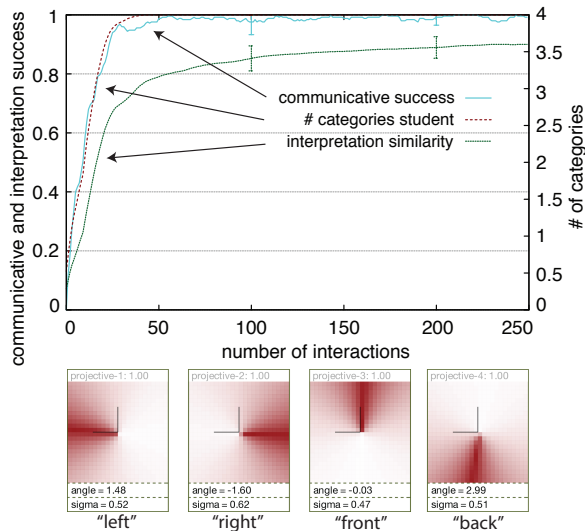 communicative and interpretation success
1
0.8
0.6
0.4
0.2
0
4
3.5
3
2.5
2
1.5
1
0.5
0
# of categories
communicative success
# categories student
interpretation similarity
0 50 100 150 200 250
number of interactions
projective-1: 1.00
angle = 1.48
sigma = 0.52
"left"
projective-2: 1.00
angle = -1.60
sigma = 0.62
"right"
projective-3: 1.00
angle = -0.03
sigma = 0.47
"front"
projective-4: 1.00
angle = 2.99
sigma = 0.51
"back"